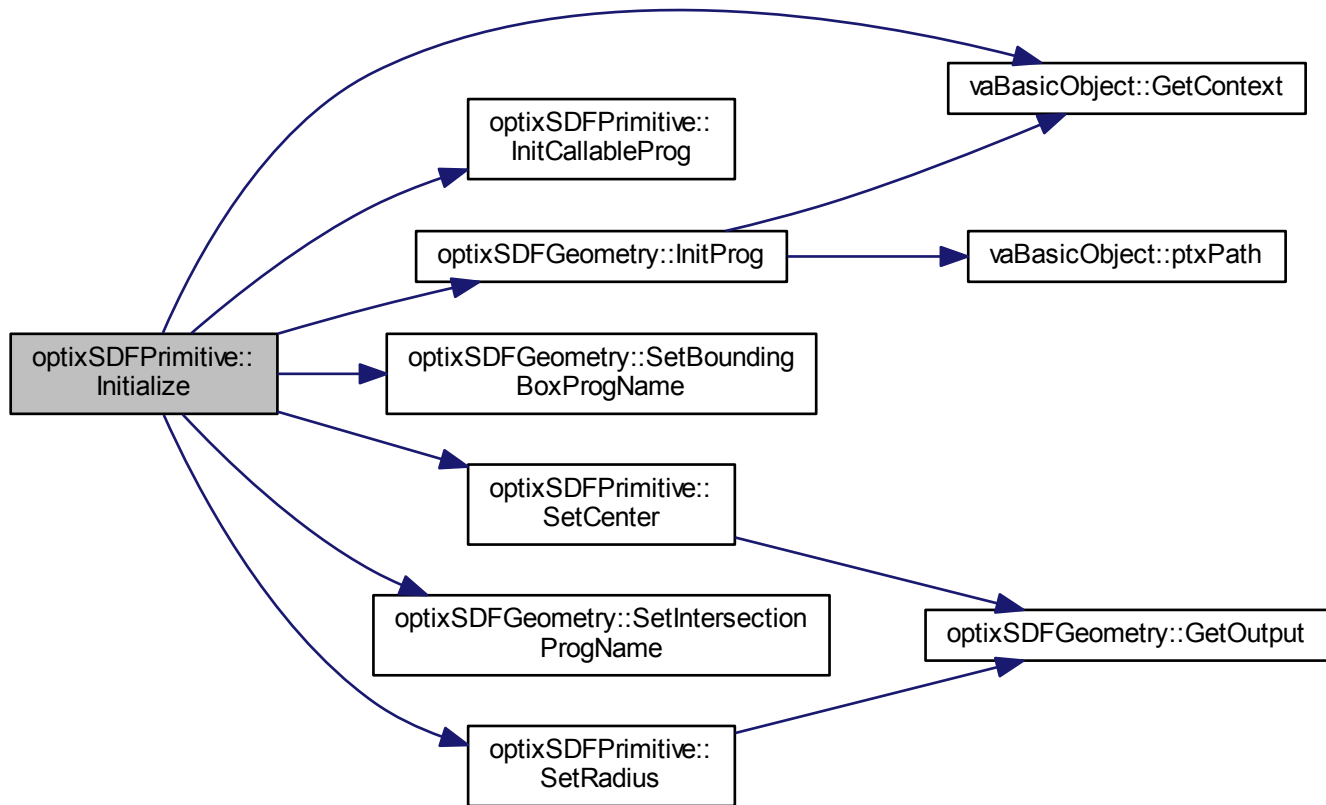 vaBasicObject::GetContext
optixSDFPrimitive::
InitCallableProg
optixSDFGeometry::InitProg
vaBasicObject::ptxPath
optixSDFPrimitive::
Initialize
optixSDFGeometry::SetBounding
BoxProgName
optixSDFPrimitive::
SetCenter
optixSDFGeometry::SetIntersection
ProgName
optixSDFGeometry::GetOutput
optixSDFPrimitive::
SetRadius